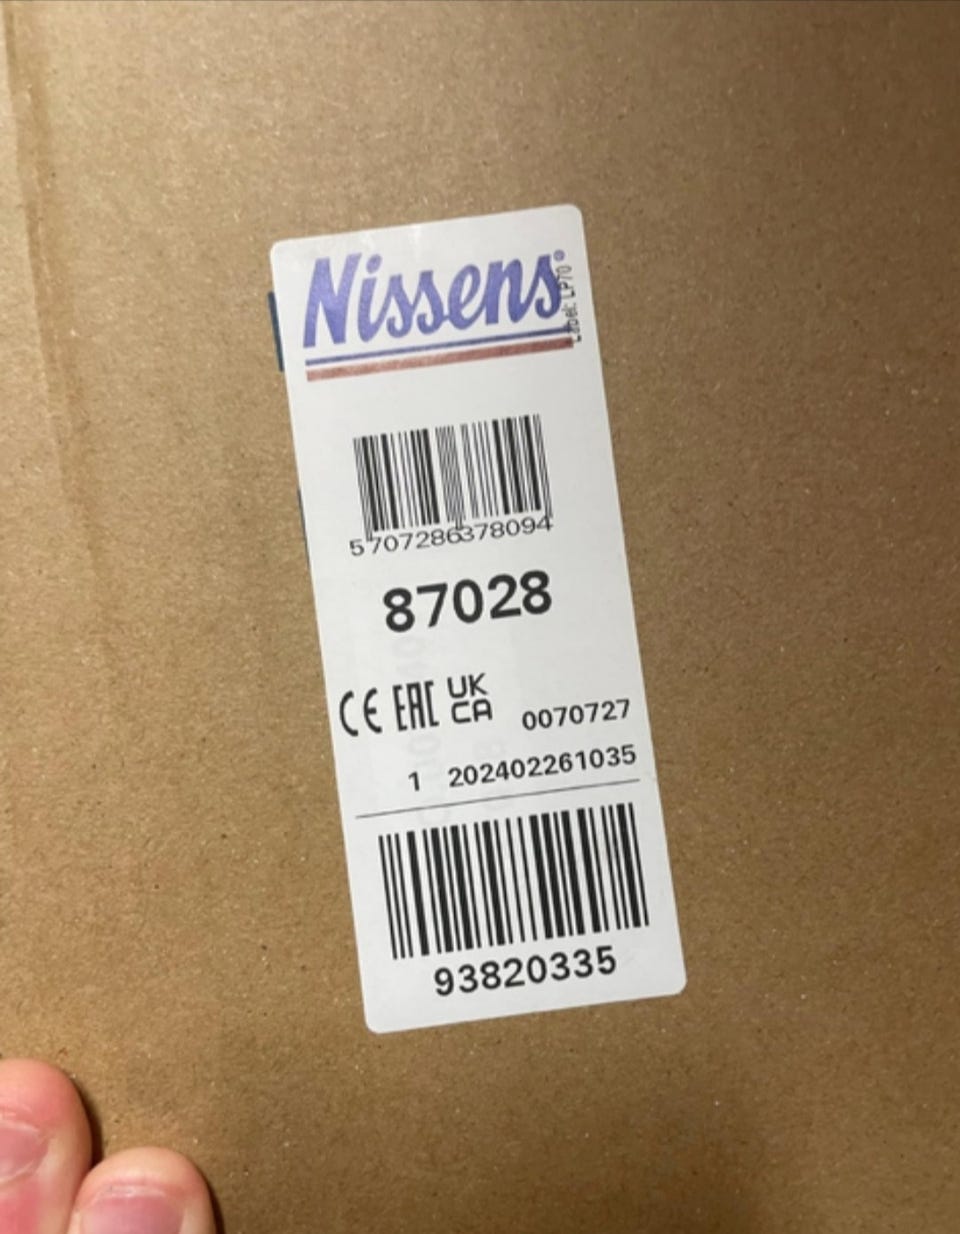 Nissens®
Label: LP70
5707286378094
87028
CE EAC UK
CA
0070727
1 202402261035
93820335